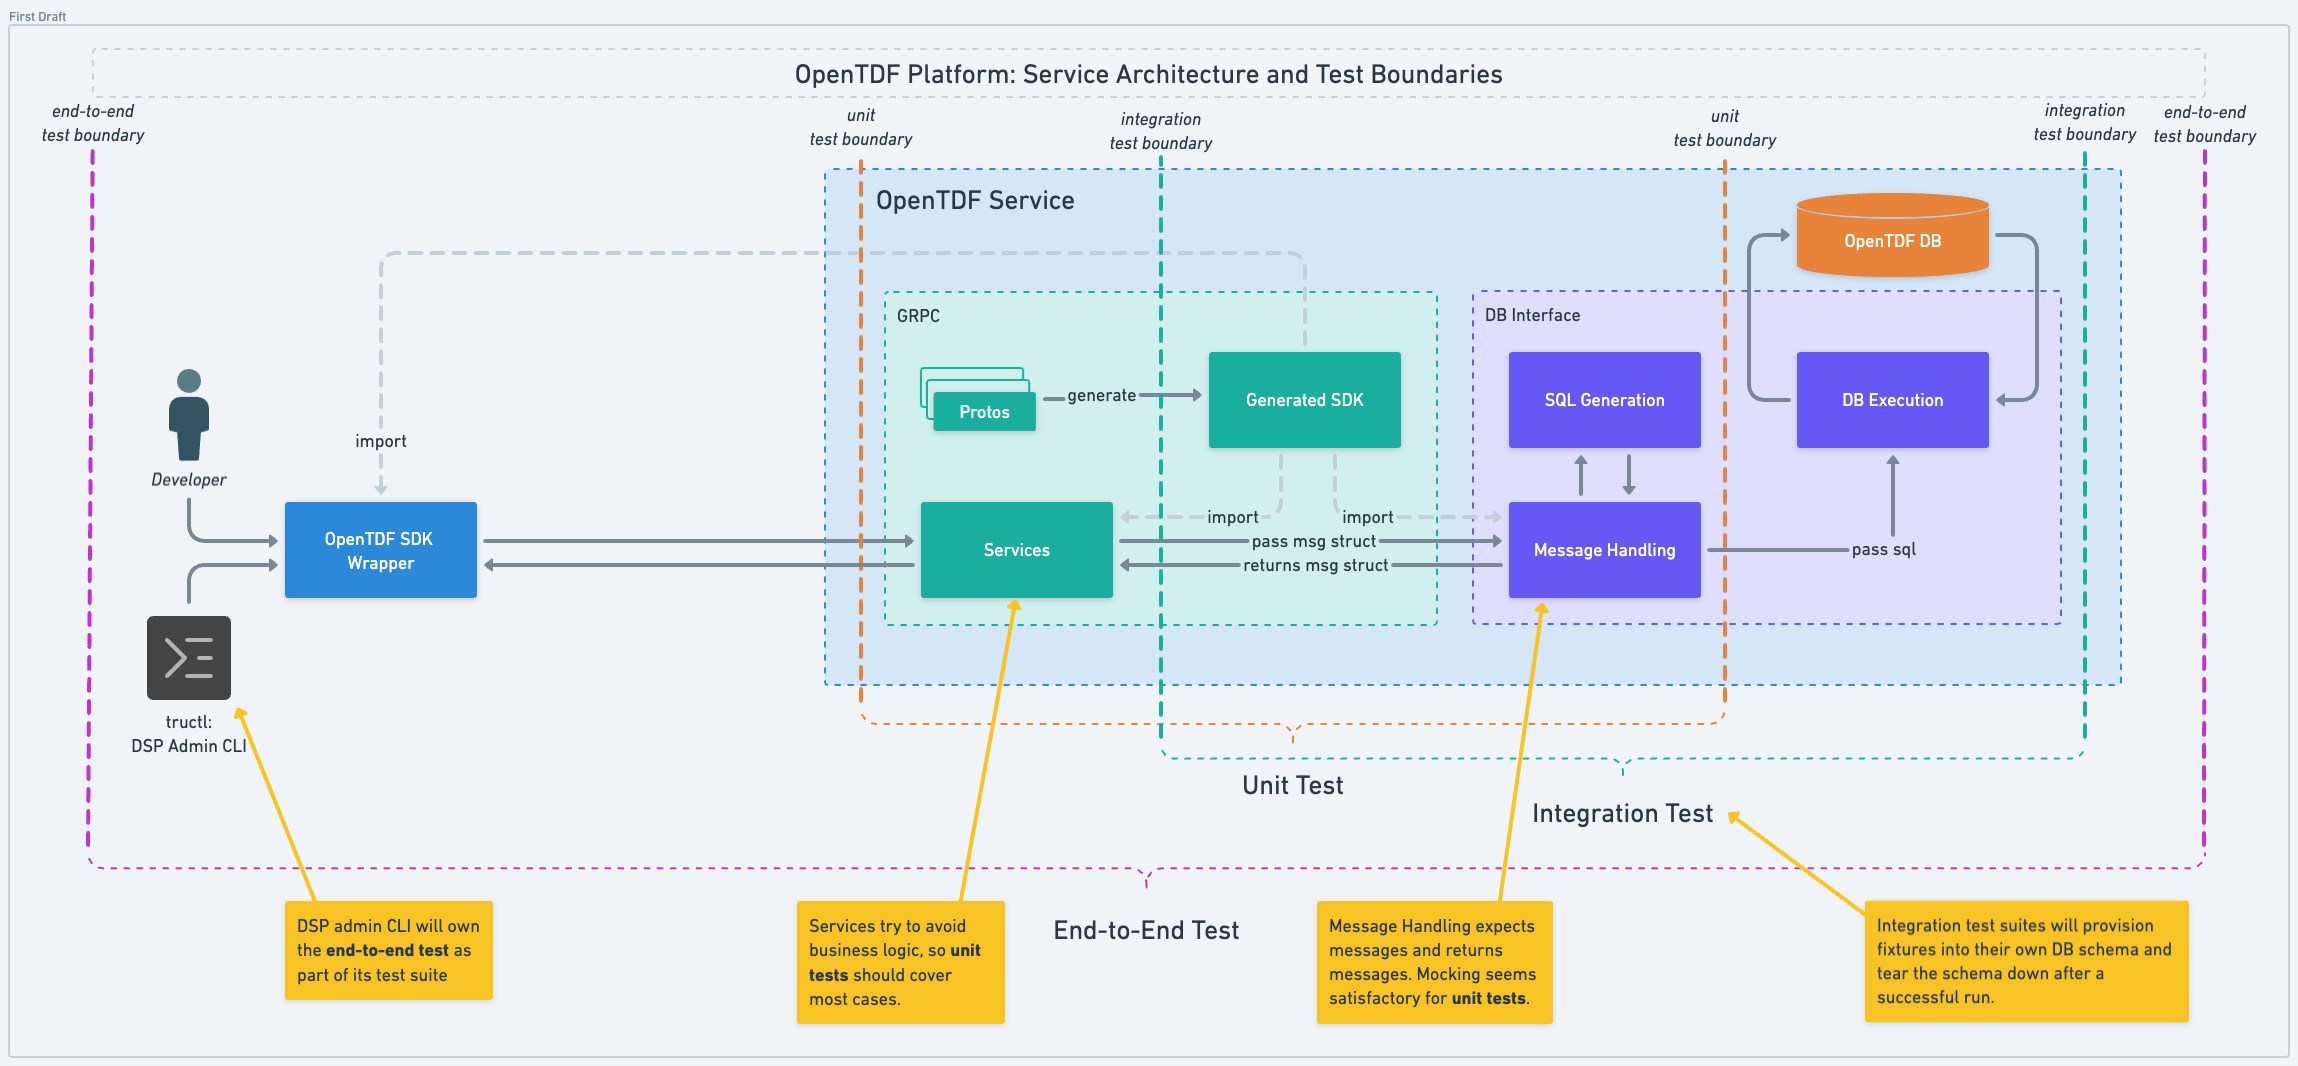 First Draft
OpenTDF Platform: Service Architecture and Test Boundaries
end-to-end
test boundary
unit
test boundary
integration
test boundary
unit
test boundary
integration
test boundary
end-to-end
test boundary
OpenTDF Service
OpenTDF DB
GRPC
DB Interface
Protos
generate
Generated SDK
SQL Generation
DB Execution
import
Developer
OpenTDF SDK
Wrapper
Services
import
import
pass msg struct
returns msg struct
Message Handling
pass sql
tructl:
DSP Admin CLI
Unit Test
Integration Test
End-to-End Test
DSP admin CLI will own
the end-to-end test as
part of its test suite
Services try to avoid
business logic, so unit
tests should cover
most cases.
Message Handling expects
messages and returns
messages. Mocking seems
satisfactory for unit tests.
Integration test suites will provision
fixtures into their own DB schema and
tear the schema down after a
successful run.